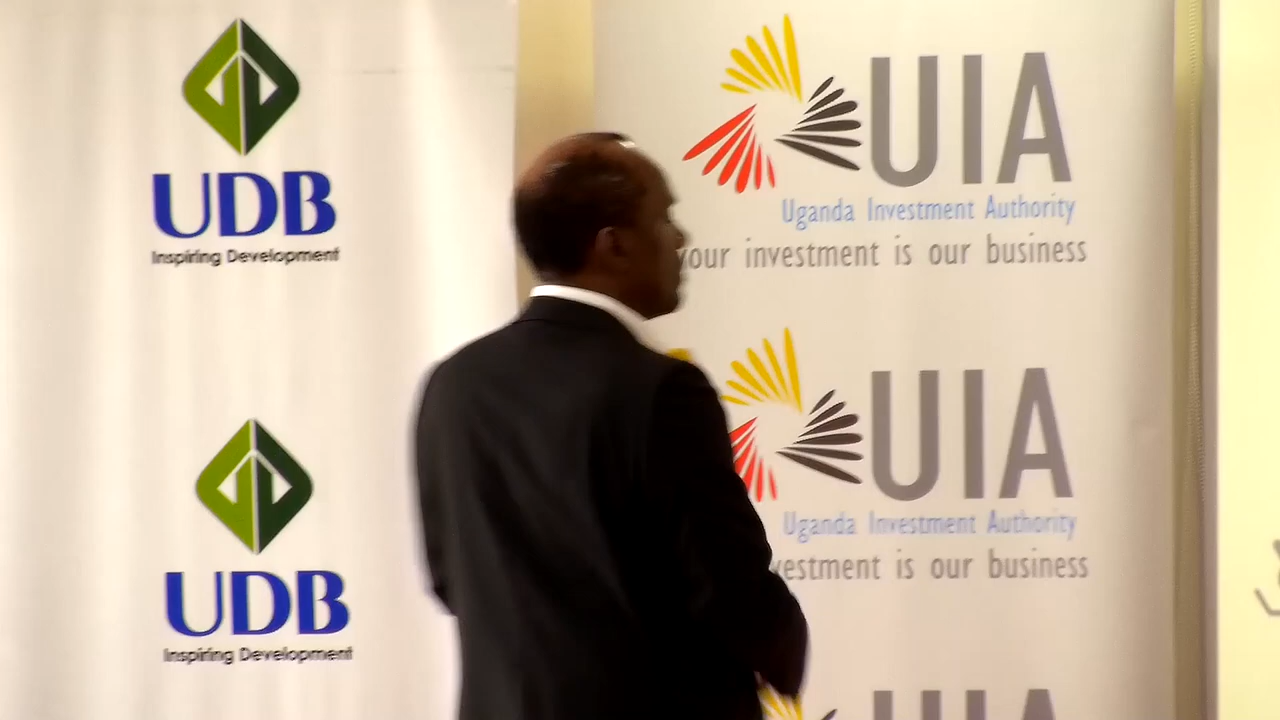 UDB
Inspiring Development
UDB
Inspiring Development
UIA
Uganda Investment Authority
your investment is our business
UIA
Uganda Investment Authority
is our business
UIA